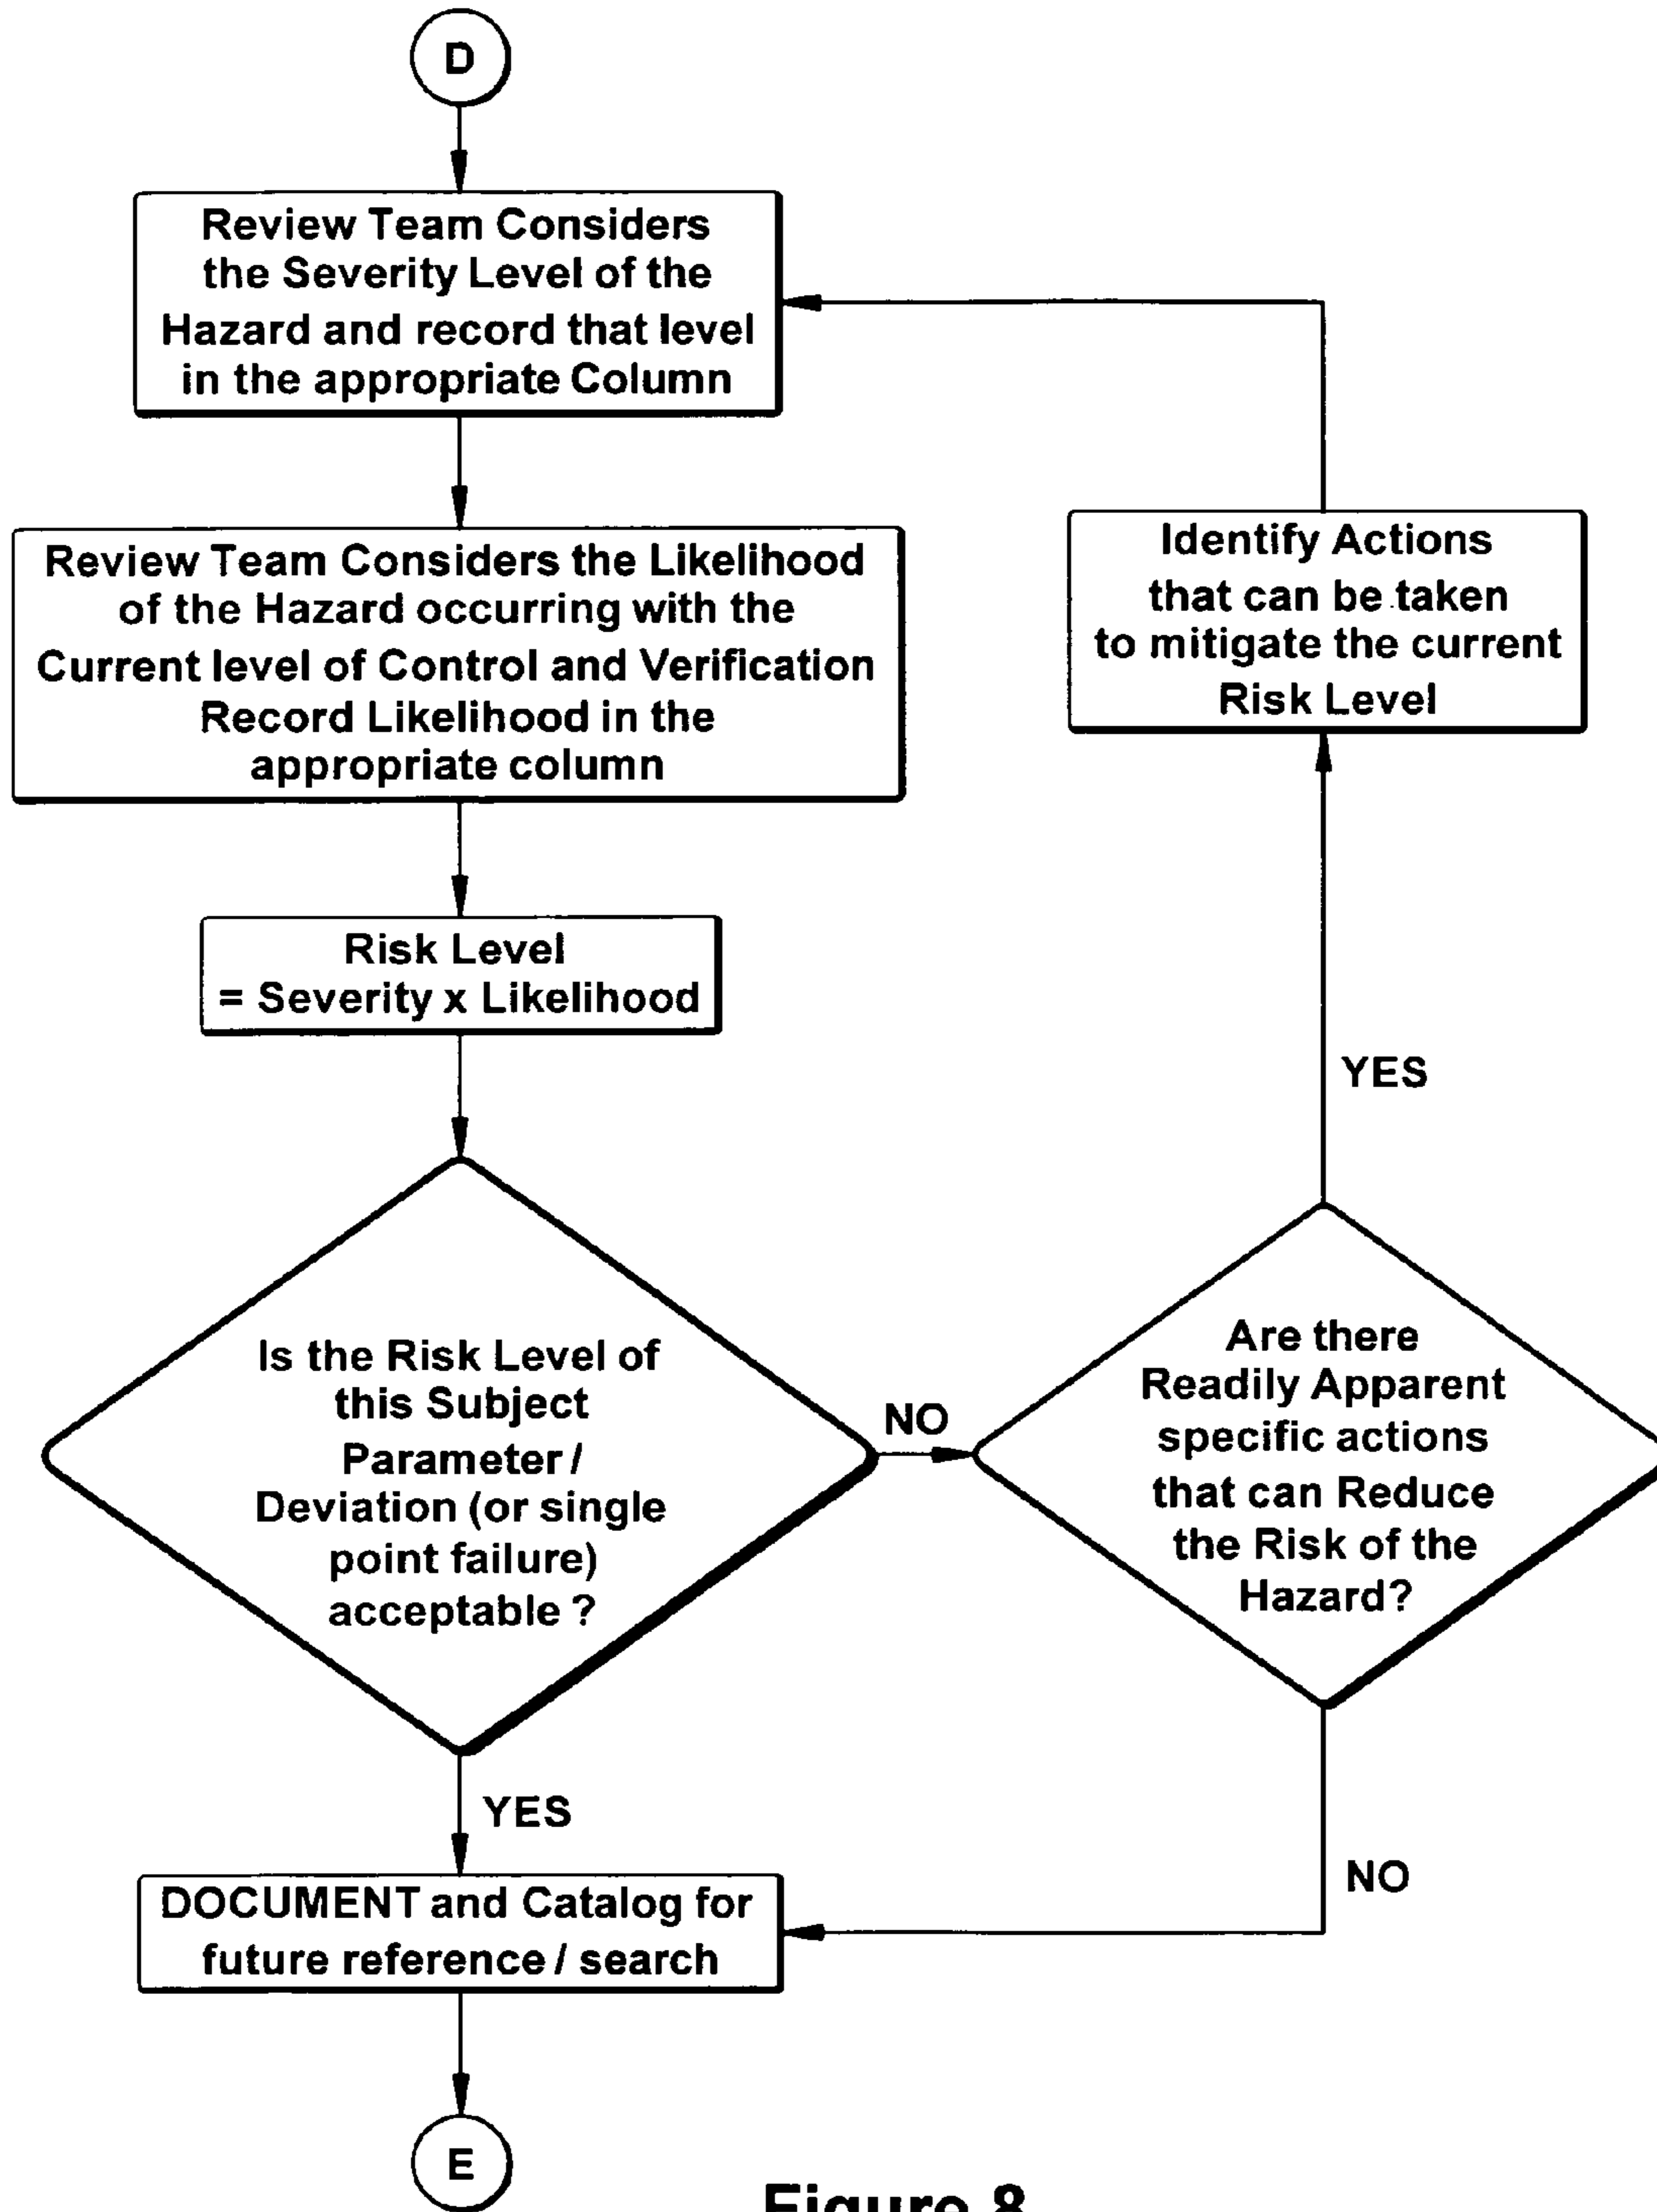 D
Review Team Considers
the Severity Level of the
Hazard and record that level
in the appropriate Column
Review Team Considers the Likelihood
of the Hazard occurring with the
Current level of Control and Verification
Record Likelihood in the
appropriate column
Identify Actions
that can be taken
to mitigate the current
Risk Level
Risk Level
= Severity x Likelihood
YES
Is the Risk Level of
this Subject
Parameter /
Deviation (or single
point failure)
acceptable ?
NO
Are there
Readily Apparent
specific actions
that can Reduce
the Risk of the
Hazard?
YES
NO
DOCUMENT and Catalog for
future reference / search
E
Figure 8